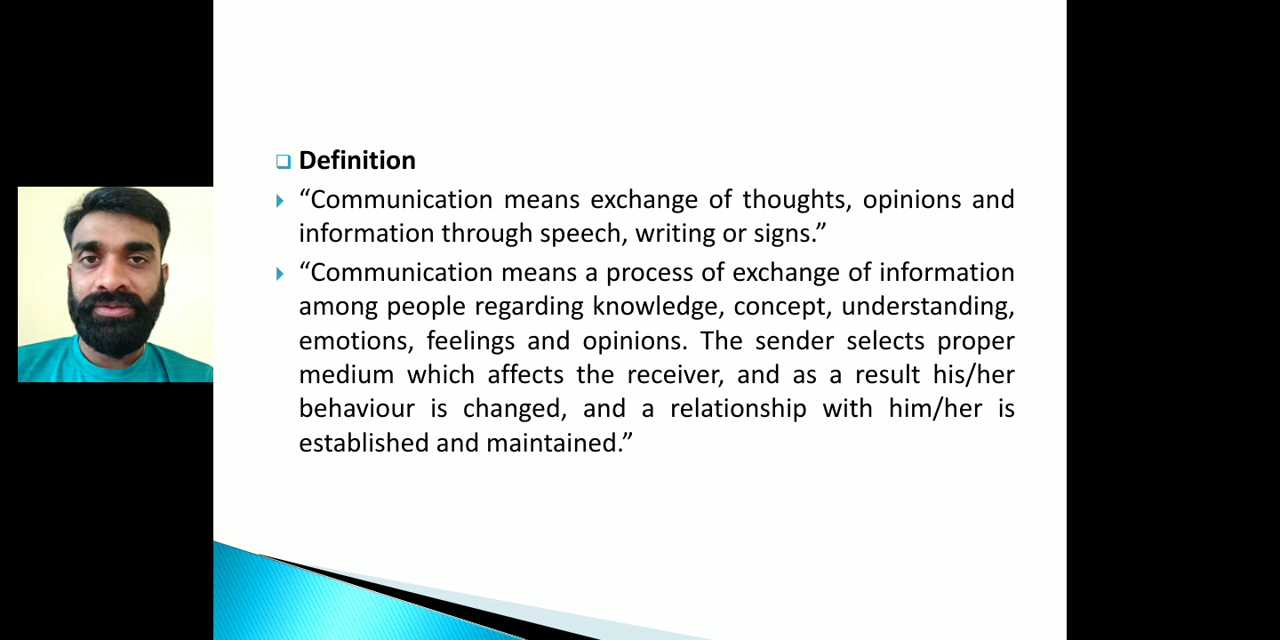 Definition
“Communication means exchange of thoughts, opinions and
information through speech, writing or signs.”
“Communication means a process of exchange of information
among people regarding knowledge, concept, understanding,
emotions, feelings and opinions. The sender selects proper
medium which affects the receiver, and as a result his/her
behaviour is changed, and a relationship with him/her is
established and maintained.”